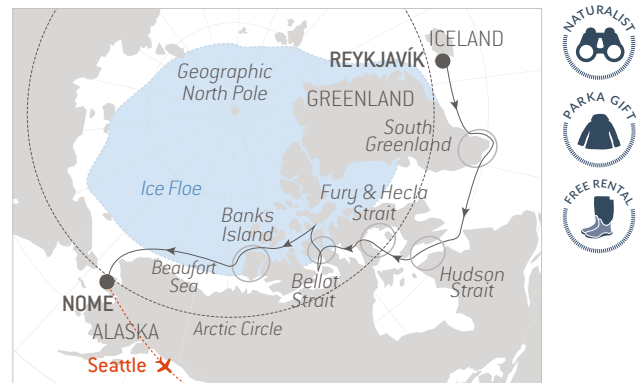 ICELAND
REYKJAVÍK
Geographic
North Pole
GREENLAND
South
Greenland
Ice Floe
Fury & Hecla
Strait
Banks
Island
Beaufort
Sea
Bellot
Strait
Hudson
Strait
NOME
ALASKA
Arctic Circle
Seattle
NATURALIST
PARKA GIFT
FREE RENTAL